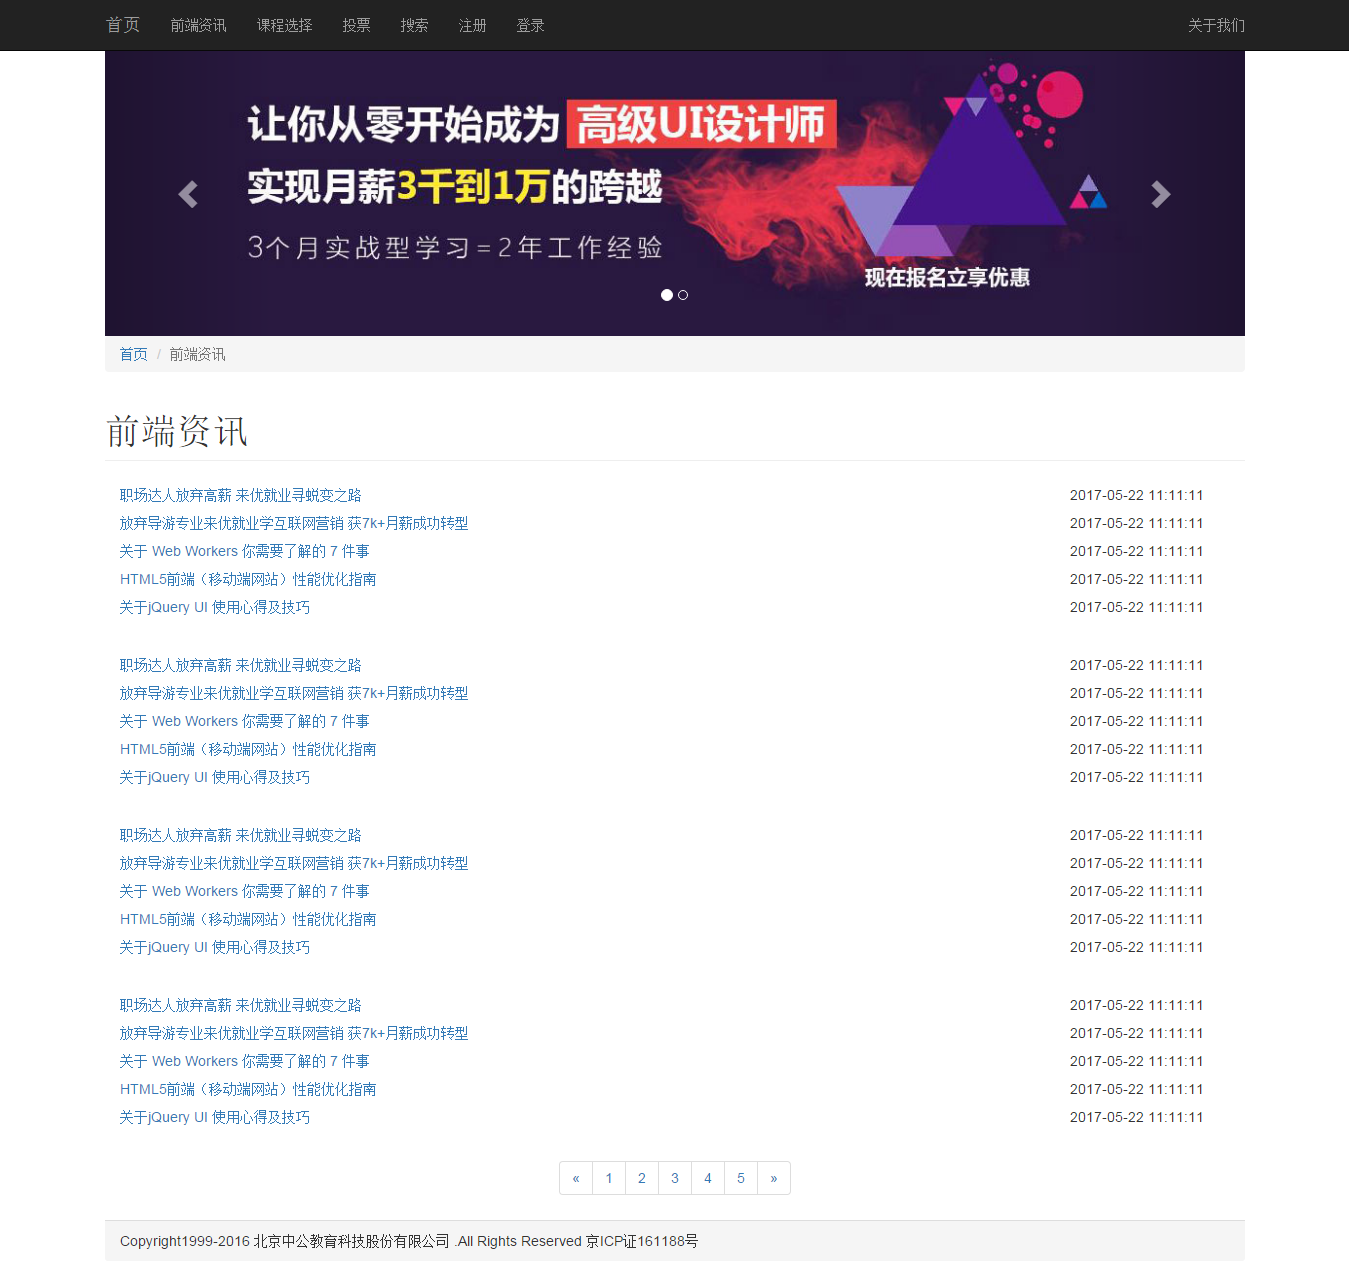 首页 前端资讯 课程选择 投票 搜索 注册 登录 关于我们
让你从零开始成为 高级UI设计师
实现月薪3千到1万的跨越
3个月实战型学习=2年工作经验
现在报名立享优惠
首页 / 前端资讯
前端资讯
职场达人放弃高薪 来优就业寻蜕变之路 2017-05-22 11:11:11
放弃导游专业来优就业学互联网营销 获7k+月薪成功转型 2017-05-22 11:11:11
关于 Web Workers 你需要了解的 7 件事 2017-05-22 11:11:11
HTML5前端（移动端网站）性能优化指南 2017-05-22 11:11:11
关于jQuery UI 使用心得及技巧 2017-05-22 11:11:11
职场达人放弃高薪 来优就业寻蜕变之路 2017-05-22 11:11:11
放弃导游专业来优就业学互联网营销 获7k+月薪成功转型 2017-05-22 11:11:11
关于 Web Workers 你需要了解的 7 件事 2017-05-22 11:11:11
HTML5前端（移动端网站）性能优化指南 2017-05-22 11:11:11
关于jQuery UI 使用心得及技巧 2017-05-22 11:11:11
职场达人放弃高薪 来优就业寻蜕变之路 2017-05-22 11:11:11
放弃导游专业来优就业学互联网营销 获7k+月薪成功转型 2017-05-22 11:11:11
关于 Web Workers 你需要了解的 7 件事 2017-05-22 11:11:11
HTML5前端（移动端网站）性能优化指南 2017-05-22 11:11:11
关于jQuery UI 使用心得及技巧 2017-05-22 11:11:11
职场达人放弃高薪 来优就业寻蜕变之路 2017-05-22 11:11:11
放弃导游专业来优就业学互联网营销 获7k+月薪成功转型 2017-05-22 11:11:11
关于 Web Workers 你需要了解的 7 件事 2017-05-22 11:11:11
HTML5前端（移动端网站）性能优化指南 2017-05-22 11:11:11
关于jQuery UI 使用心得及技巧 2017-05-22 11:11:11
« 1 2 3 4 5 »
Copyright1999-2016 北京中公教育科技股份有限公司 .All Rights Reserved 京ICP证161188号